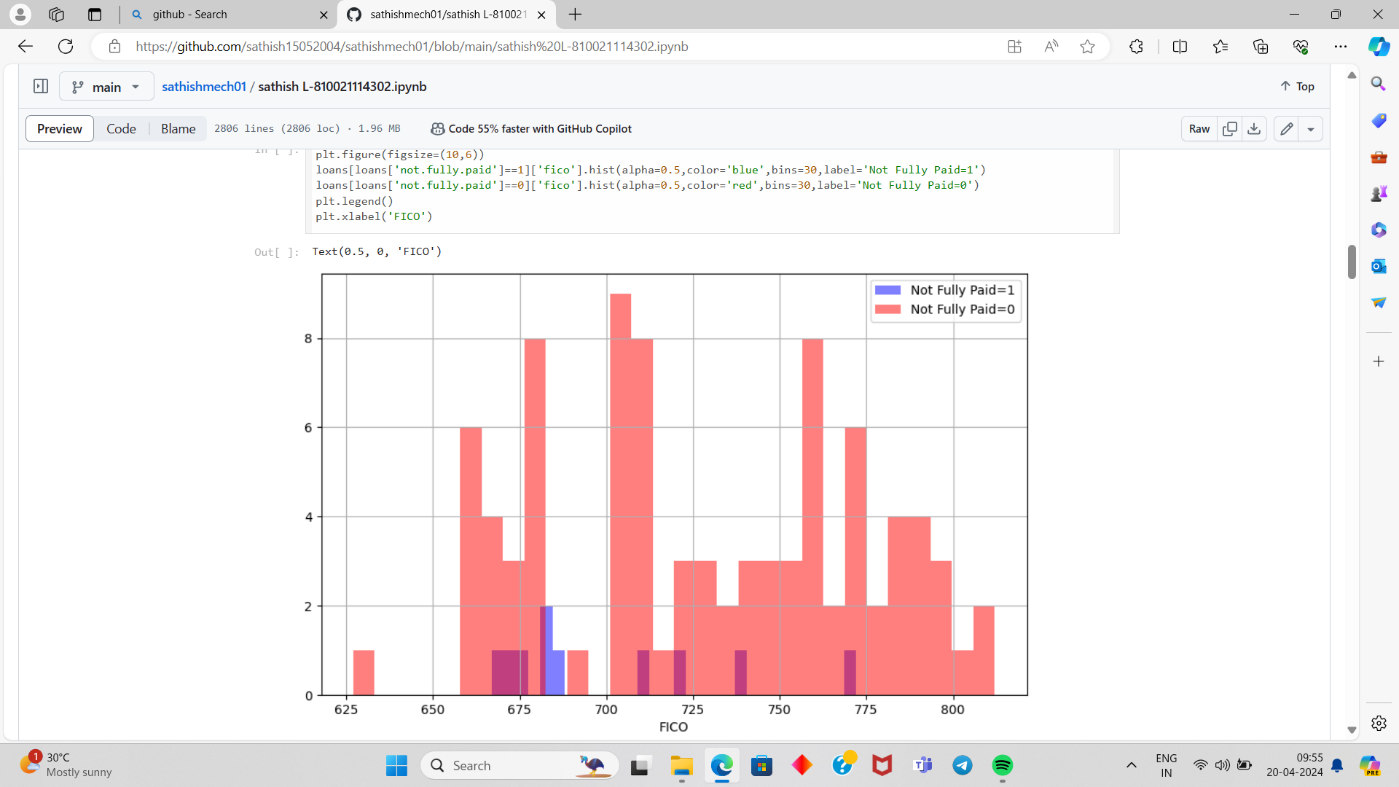 github - Search
sathishmech01/sathish L-810021
https://github.com/sathish15052004/sathishmech01/blob/main/sathish%20L-810021114302.ipynb
main
sathishmech01 / sathish L-810021114302.ipynb
Top
Preview
Code
Blame
2806 lines (2806 loc) · 1.96 MB
Code 55% faster with GitHub Copilot
Raw
In [ ]:
plt.figure(figsize=(10,6))
loans[loans['not.fully.paid']==1]['fico'].hist(alpha=0.5,color='blue',bins=30,label='Not Fully Paid=1')
loans[loans['not.fully.paid']==0]['fico'].hist(alpha=0.5,color='red',bins=30,label='Not Fully Paid=0')
plt.legend()
plt.xlabel('FICO')
Out[ ]:
Text(0.5, 0, 'FICO')
Not Fully Paid=1
Not Fully Paid=0
8
6
4
2
0
625 650 675 700 725 750 775 800
FICO
1
30°C
Mostly sunny
Search
ENG
IN
09:55
20-04-2024
PRE